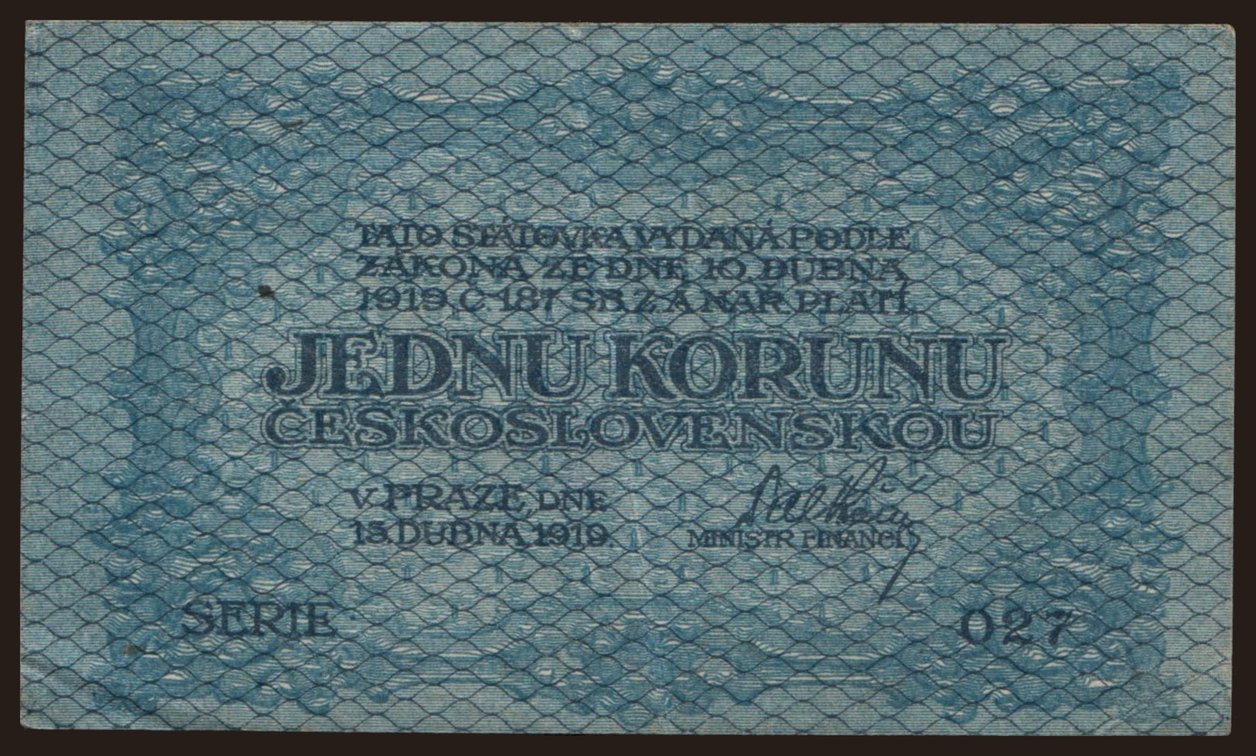 TATO STÁTOVKA, VYDANÁ PODLE
ZÁKONA ZE DNE 10. DUBNA
1919. Č. 187 SB. Z. A NAŘ. PLATÍ
JEDNU KORUNU
ČESKOSLOVENSKOU
V PRAZE, DNE
15. DUBNA 1919.
MINISTR FINANCÍ
SERIE
027